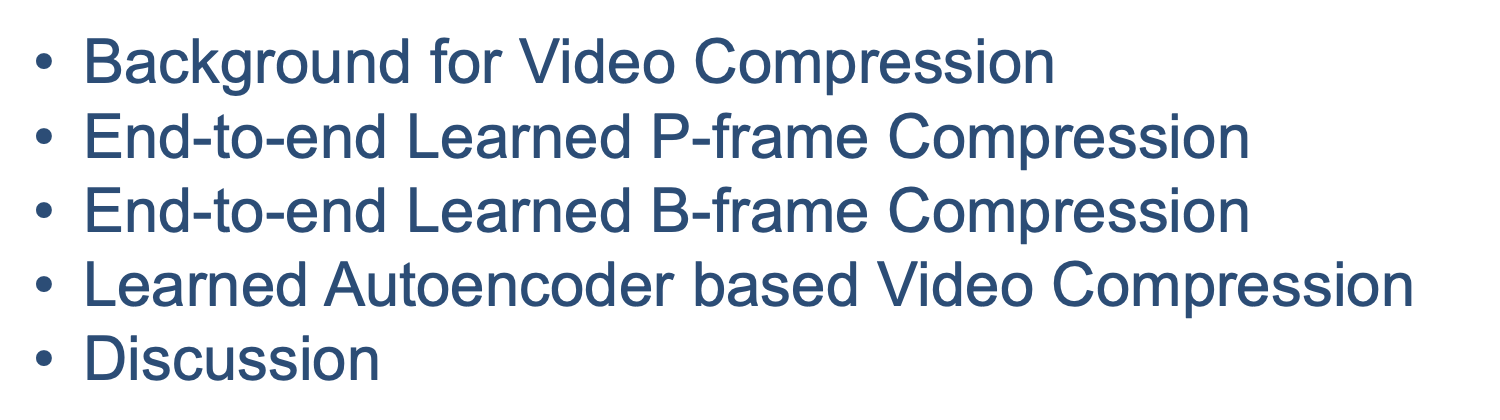 • Background for Video Compression
• End-to-end Learned P-frame Compression
• End-to-end Learned B-frame Compression
• Learned Autoencoder based Video Compression
• Discussion